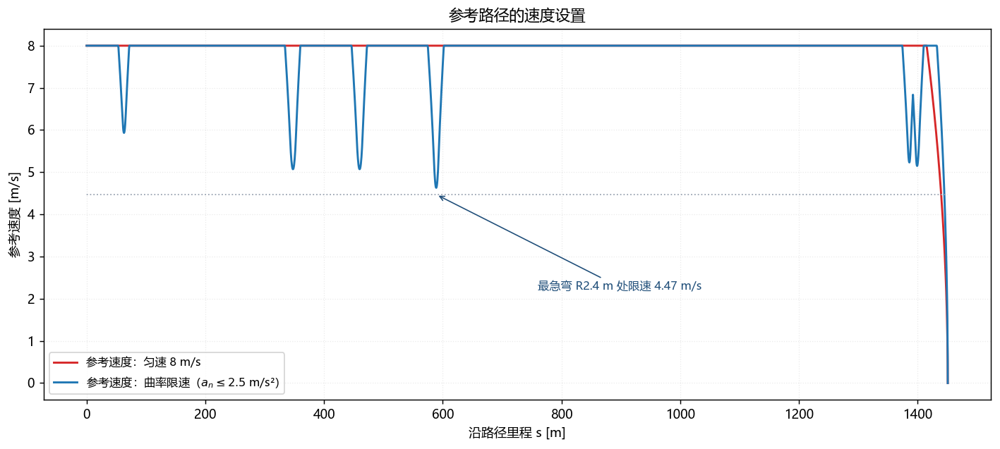 参考路径的速度设置
参考速度 [m/s]
8
7
6
5
4
3
2
1
0
最急弯 R2.4 m 处限速 4.47 m/s
参考速度：匀速 8 m/s
参考速度：曲率限速（aₙ ≤ 2.5 m/s²）
0 200 400 600 800 1000 1200 1400
沿路径里程 s [m]